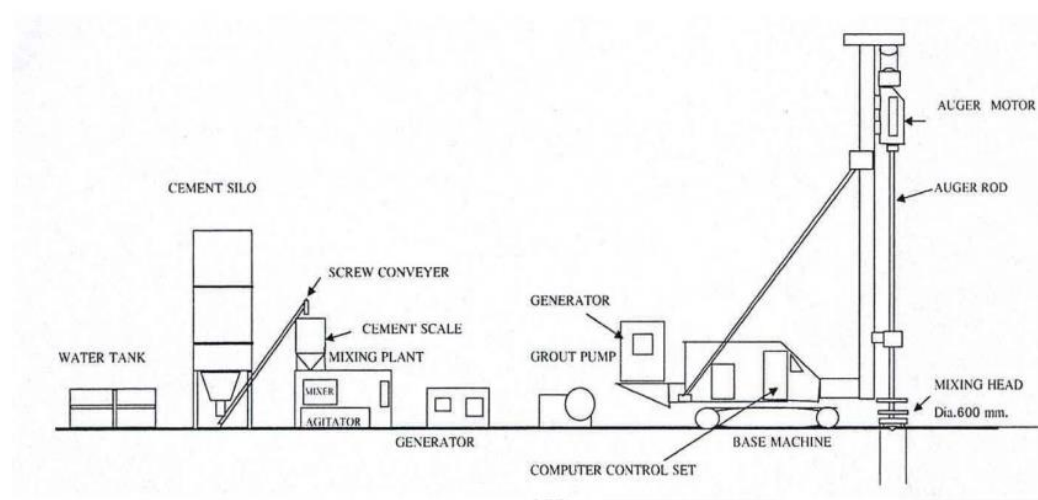 AUGER MOTOR
CEMENT SILO
AUGER ROD
SCREW CONVEYER
GENERATOR
CEMENT SCALE
WATER TANK
MIXING PLANT
GROUT PUMP
MIXER
MIXING HEAD
Dia.600 mm.
AGITATOR
GENERATOR
BASE MACHINE
COMPUTER CONTROL SET